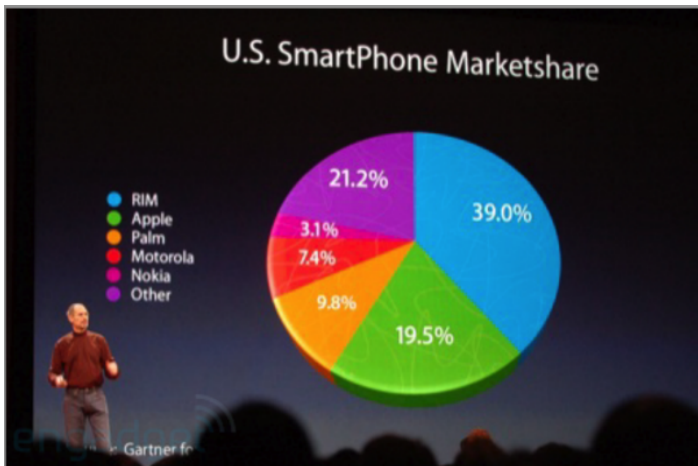 U.S. SmartPhone Marketshare
RIM
Apple
Palm
Motorola
Nokia
Other
21.2%
39.0%
3.1%
7.4%
9.8%
19.5%
engadget
Gartner